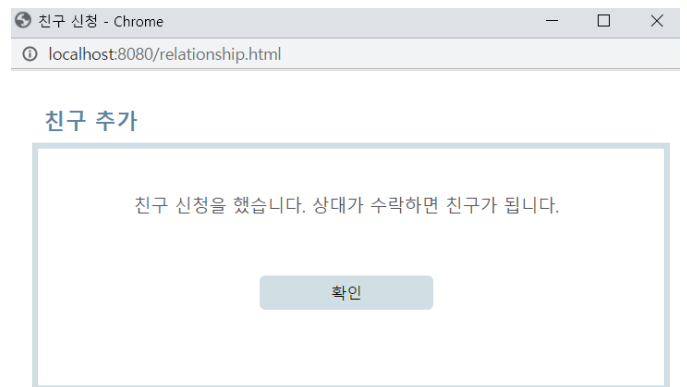 친구 신청 - Chrome
localhost:8080/relationship.html
친구 추가
친구 신청을 했습니다. 상대가 수락하면 친구가 됩니다.
확인